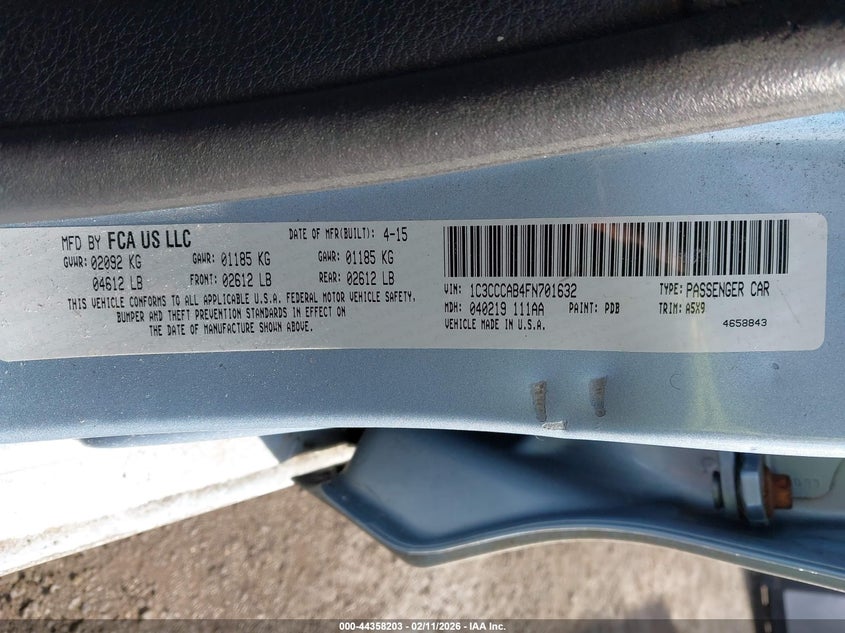 MFD BY FCA US LLC DATE OF MFR(BUILT): 4-15
GVWR: 02092 KG GAWR: 01185 KG GAWR: 01185 KG
04612 LB FRONT: 02612 LB REAR: 02612 LB
THIS VEHICLE CONFORMS TO ALL APPLICABLE U.S.A. FEDERAL MOTOR VEHICLE SAFETY,
BUMPER AND THEFT PREVENTION STANDARDS IN EFFECT ON
THE DATE OF MANUFACTURE SHOWN ABOVE.
VIN: 1C3CCCAB4FN701632 TYPE: PASSENGER CAR
MDH: 040219 111AA PAINT: PDB TRIM: A5X9
VEHICLE MADE IN U.S.A. 4658843
000-44358203 - 02/11/2026 - IAA Inc.